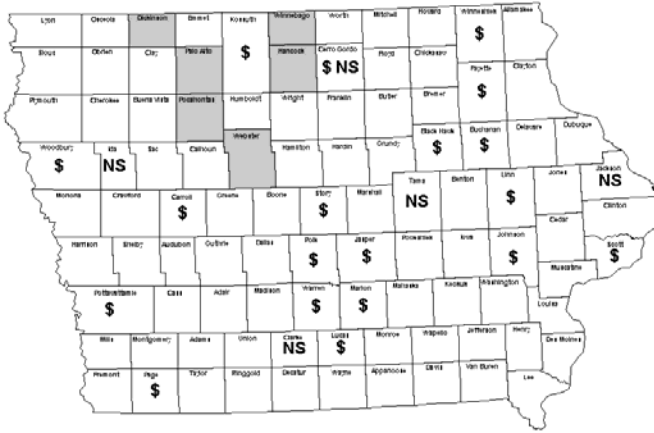 Lyon Osceola Dickinson Emmet Kossuth Winnebago Worth Mitchell Howard Winneshiek Allamakee
$ $
Sioux O'Brien Clay Palo Alto Hancock Cerro Gordo Floyd Chickasaw
$ NS
Fayette Clayton
$
Plymouth Cherokee Buena Vista Pocahontas Humboldt Wright Franklin Butler Bremer
Woodbury Ida Sac Calhoun Webster Hamilton Hardin Grundy Black Hawk Buchanan Delaware Dubuque
$ NS $ $
Monona Crawford Carroll Greene Boone Story Marshall Tama Benton Linn Jones Jackson
$ $ NS $ NS
Clinton
Cedar
Harrison Shelby Audubon Guthrie Dallas Polk Jasper Poweshiek Iowa Johnson Scott
$ $ $ $
Muscatine
Pottawattamie Cass Adair Madison Warren Marion Mahaska Keokuk Washington
$ $ $
Louisa
Mills Montgomery Adams Union Clarke Lucas Monroe Wapello Jefferson Henry Des Moines
NS $
Fremont Page Taylor Ringgold Decatur Wayne Appanoose Davis Van Buren Lee
$